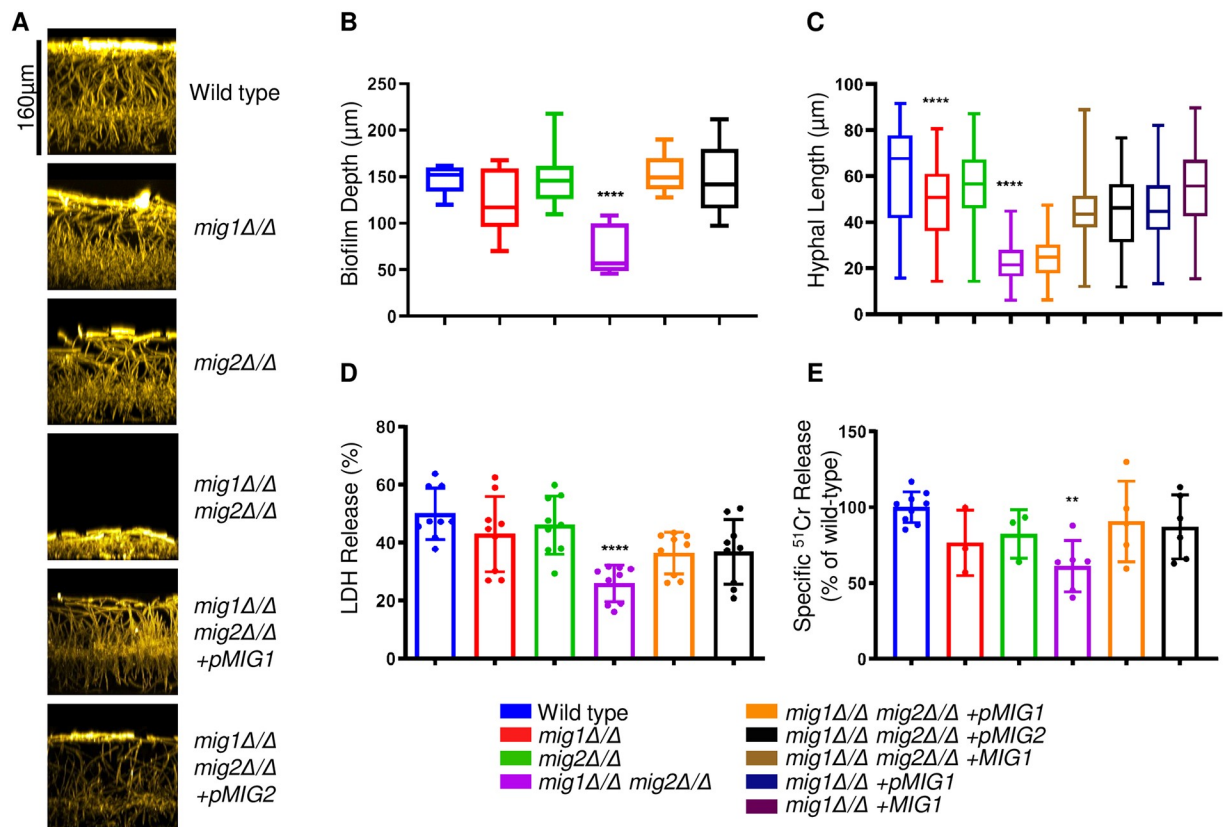 A
160µm
Wild type
mig1Δ/Δ
mig2Δ/Δ
mig1Δ/Δ
mig2Δ/Δ
mig1Δ/Δ
mig2Δ/Δ
+pMIG1
mig1Δ/Δ
mig2Δ/Δ
+pMIG2
B
Biofilm Depth (µm)
250
200
150
100
50
0
****
C
Hyphal Length (µm)
100
80
60
40
20
0
****
****
D
LDH Release (%)
80
60
40
20
0
****
E
Specific ⁵¹Cr Release
(% of wild-type)
150
100
50
0
**
Wild type
mig1Δ/Δ
mig2Δ/Δ
mig1Δ/Δ mig2Δ/Δ
mig1Δ/Δ mig2Δ/Δ +pMIG1
mig1Δ/Δ mig2Δ/Δ +pMIG2
mig1Δ/Δ mig2Δ/Δ +MIG1
mig1Δ/Δ +pMIG1
mig1Δ/Δ +MIG1